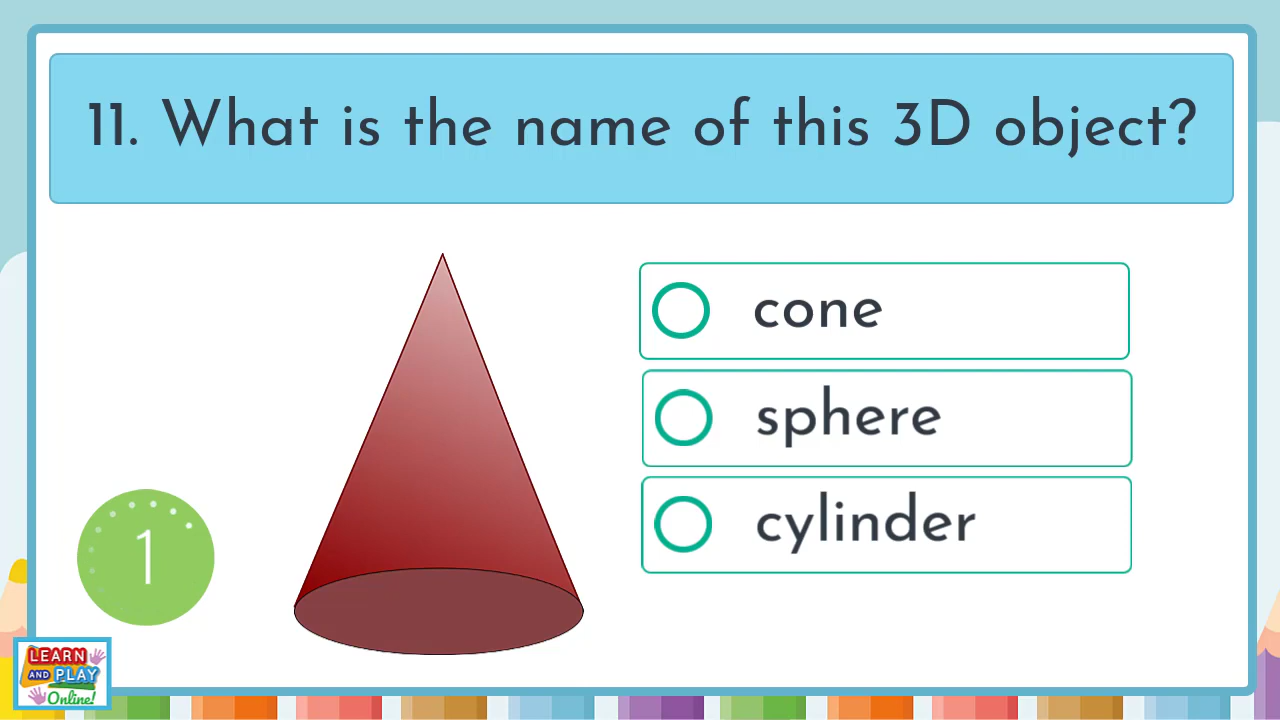 11. What is the name of this 3D object?
cone
sphere
cylinder
1
LEARN
AND PLAY
Online!